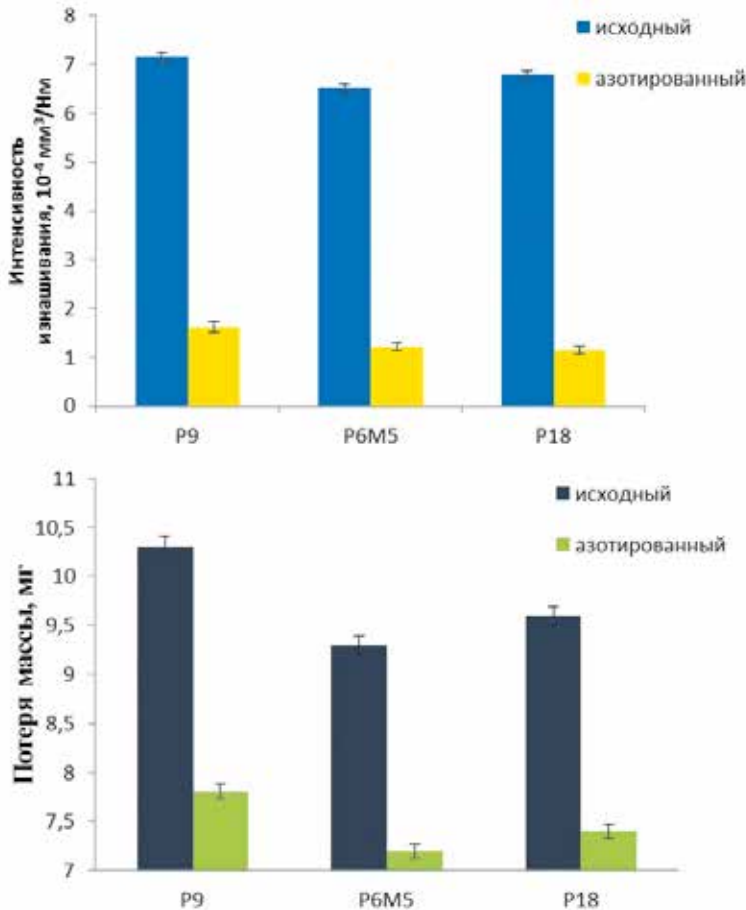 8
7
6
5
4
3
2
1
0
Интенсивность
изнашивания, 10⁻⁴ мм³/Нм
исходный
азотированный
Р9
Р6М5
Р18
11
10,5
10
9,5
9
8,5
8
7,5
7
Потеря массы, мг
исходный
азотированный
Р9
Р6М5
Р18